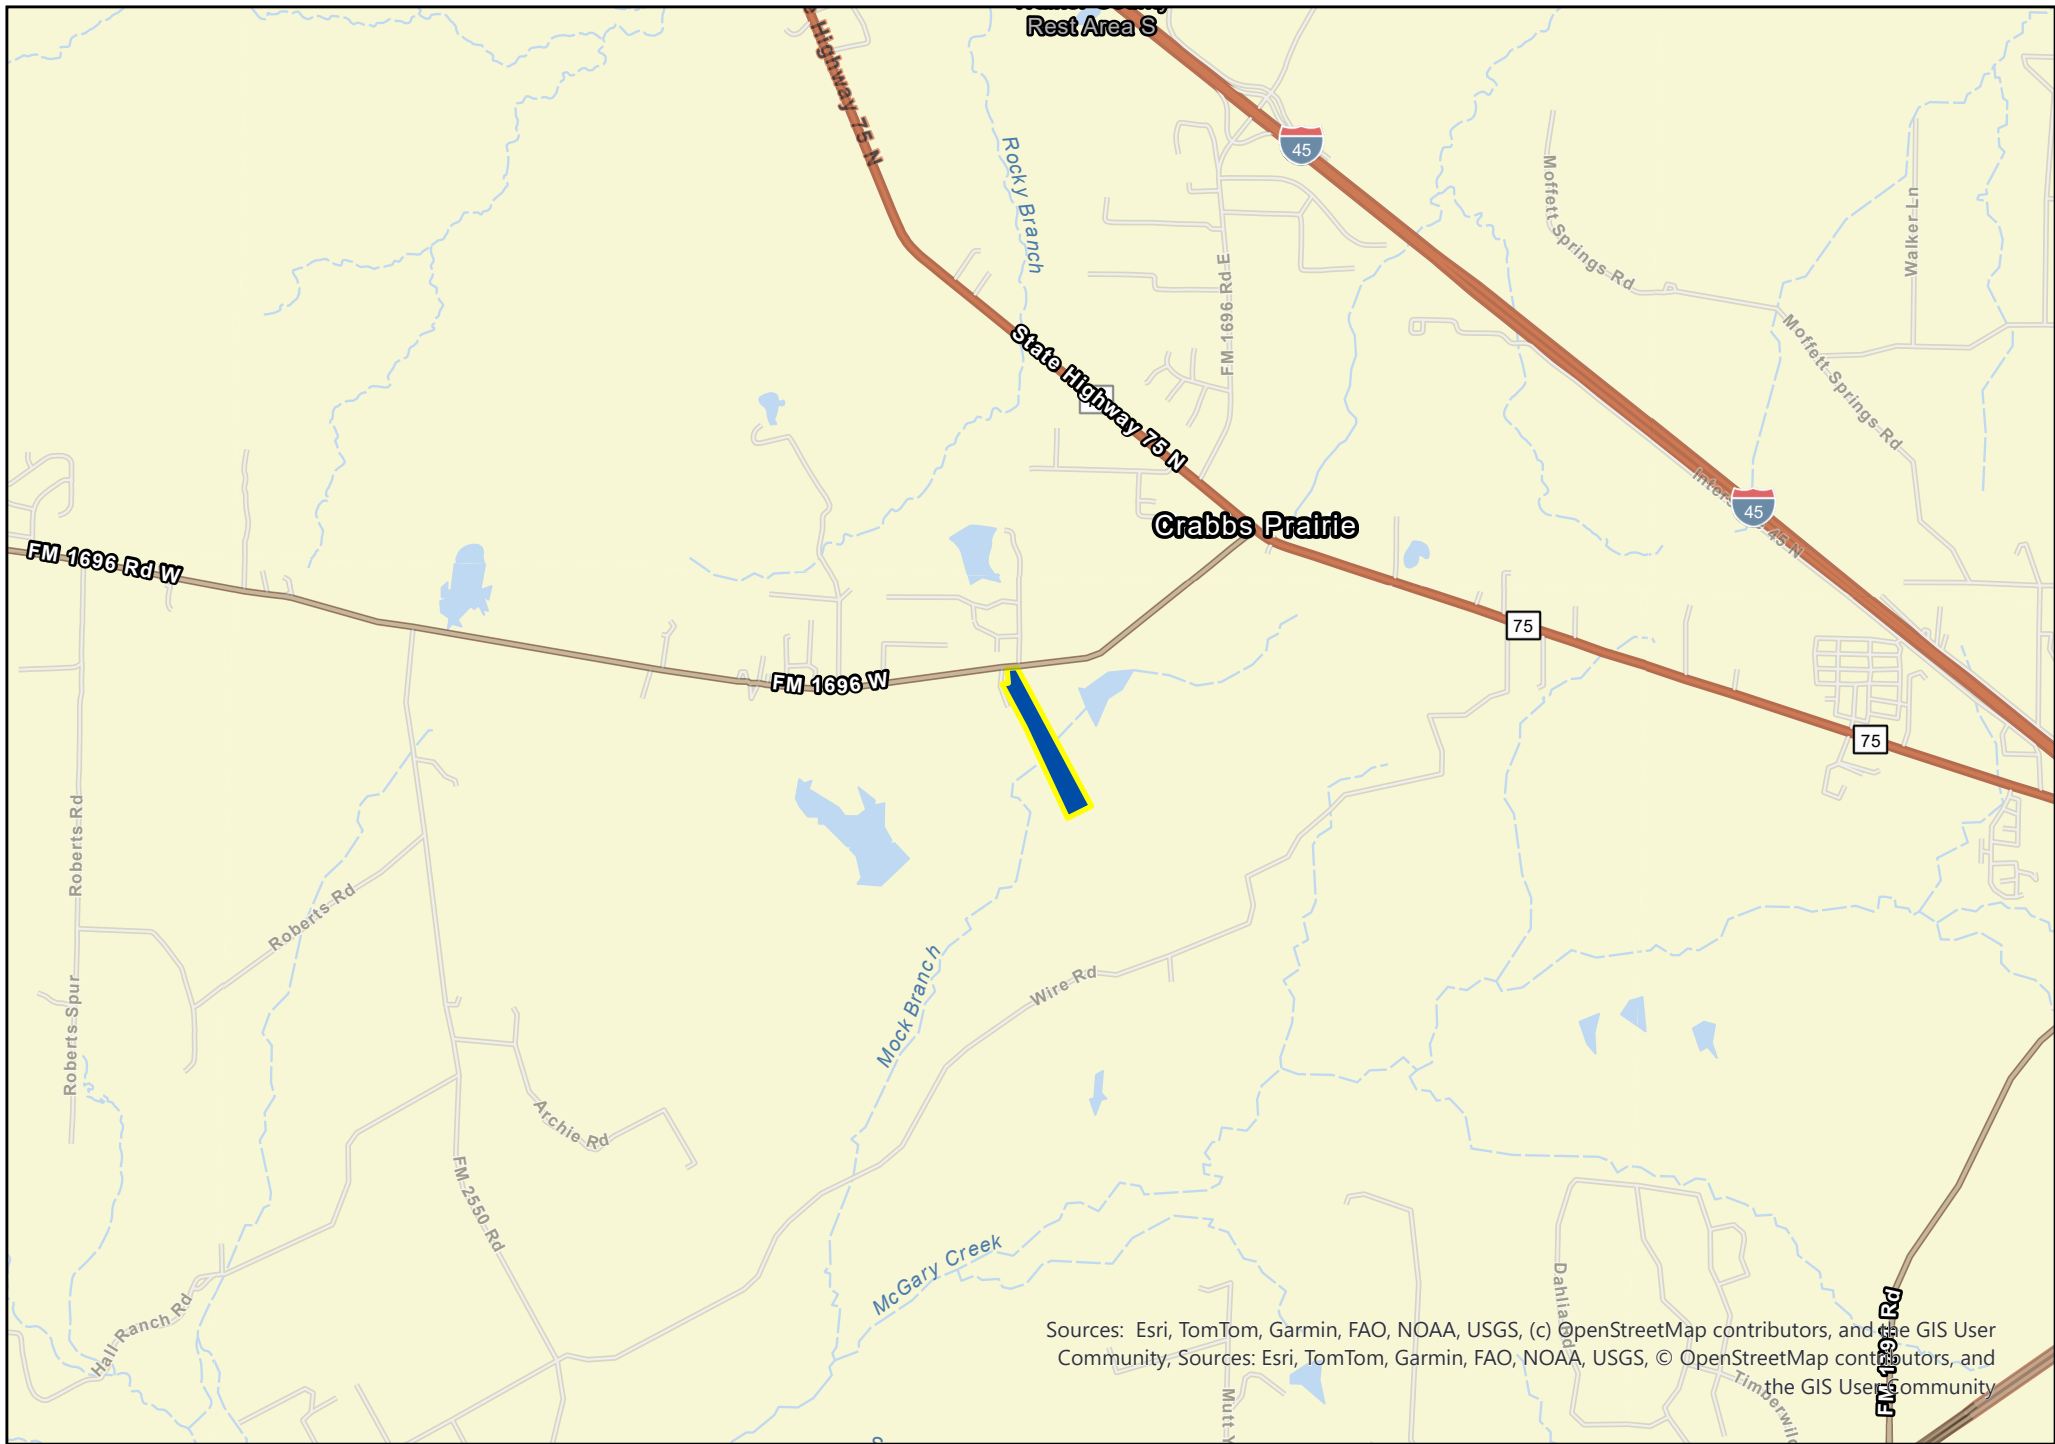 Rest Area S
Highway 75 N
45
Rocky Branch
Moffett Springs Rd
Walker Ln
FM 1696 Rd E
State Highway 75 N
Moffett Springs Rd
45
Crabbs Prairie
FM 1696 Rd W
75
FM 1696 W
75
Roberts Rd
Roberts Rd
Mock Branch
Wire Rd
Roberts Spur
Archie Rd
FM 2550 Rd
McGary Creek
Hall Ranch Rd
Sources: Esri, TomTom, Garmin, FAO, NOAA, USGS, (c) OpenStreetMap contributors, and the GIS User
Community, Sources: Esri, TomTom, Garmin, FAO, NOAA, USGS, © OpenStreetMap contributors, and
the GIS User Community
Mutt